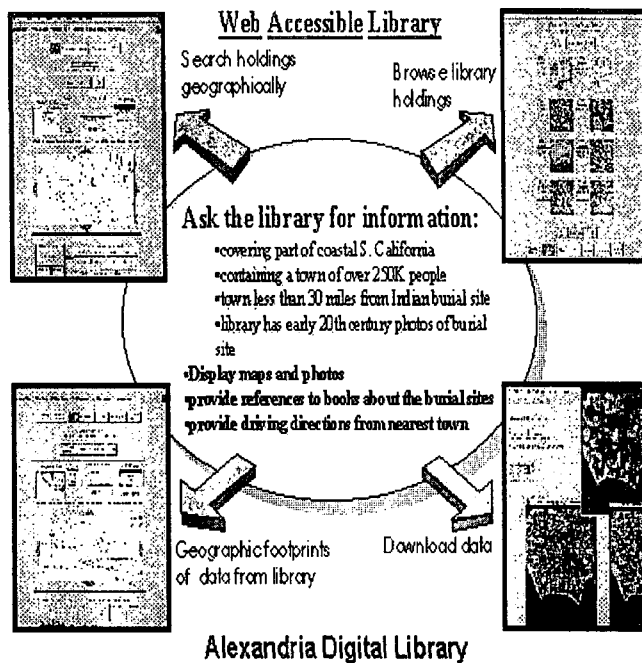 Web Accessible Library
Search holdings
geographically
Browse library
holdings
Ask the library for information:
•covering part of coastal S. California
•containing a town of over 250K people
•town less than 30 miles from Indian burial site
•library has early 20th century photos of burial
site
•Display maps and photos
•provide references to books about the burial sites
•provide driving directions from nearest town
Geographic footprints
of data from library
Download data
Alexandria Digital Library